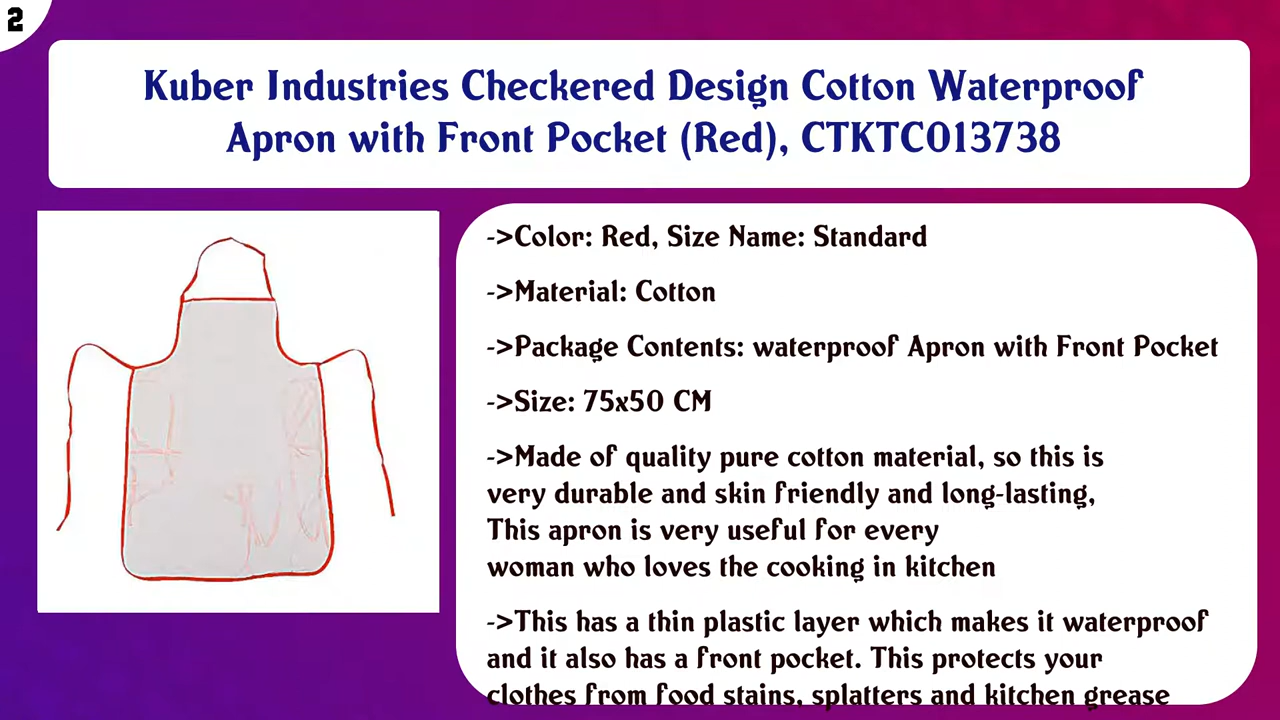 2
Kuber Industries Checkered Design Cotton Waterproof
Apron with Front Pocket (Red), CTKTC013738
->Color: Red, Size Name: Standard
->Material: Cotton
->Package Contents: waterproof Apron with Front Pocket
->Size: 75x50 CM
->Made of quality pure cotton material, so this is
very durable and skin friendly and long-lasting,
This apron is very useful for every
woman who loves the cooking in kitchen
->This has a thin plastic layer which makes it waterproof
and it also has a front pocket. This protects your
clothes from food stains, splatters and kitchen grease